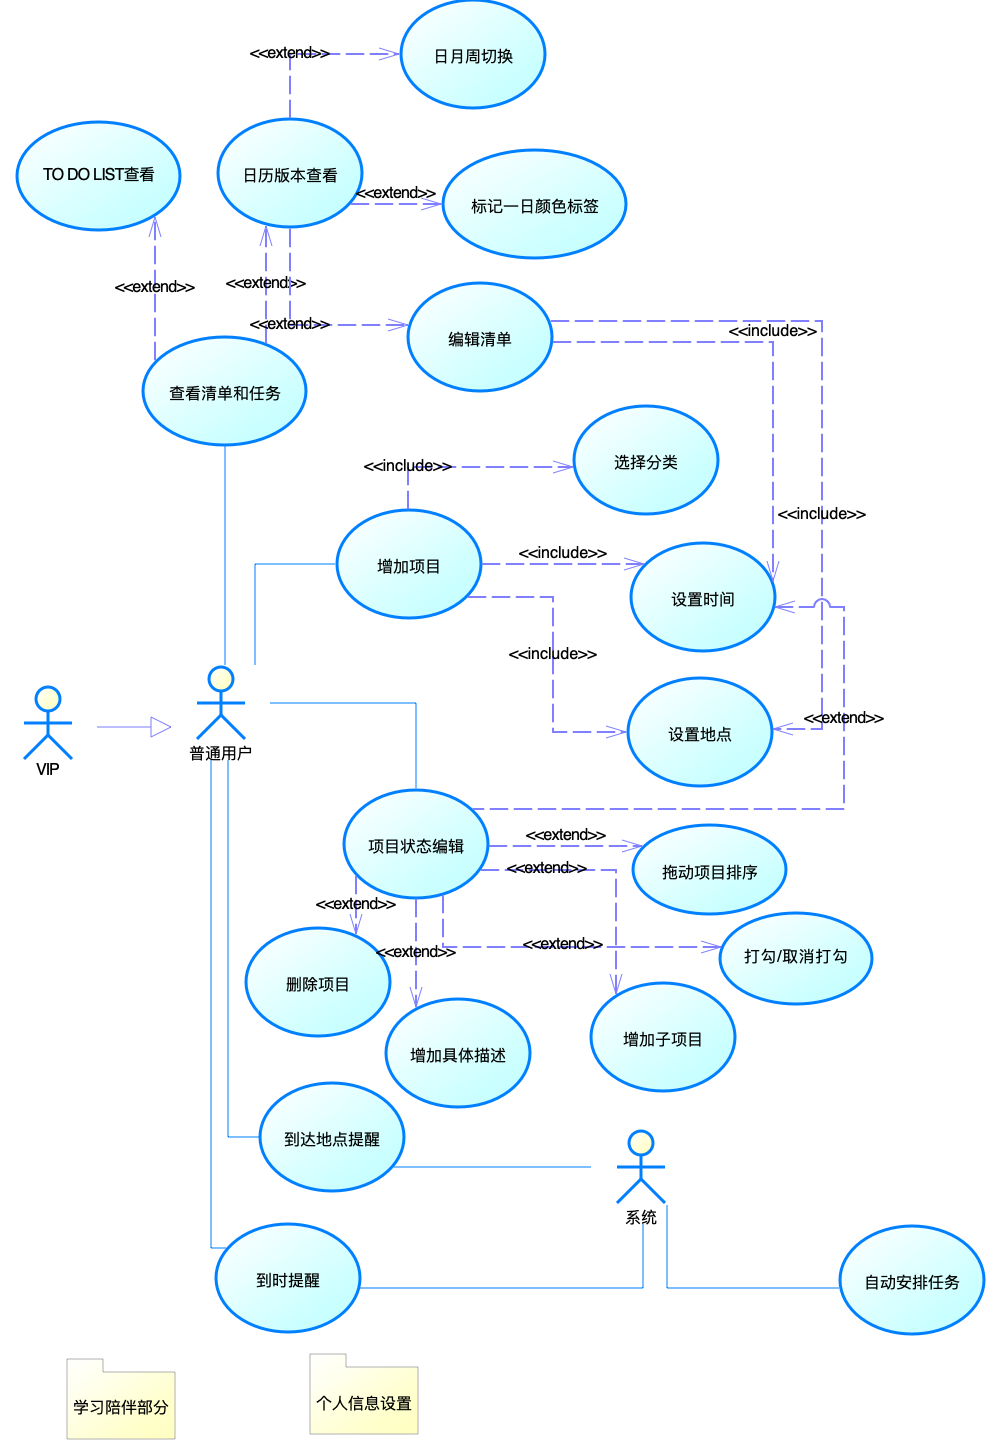 <<extend>>
日月周切换
TO DO LIST查看
日历版本查看
<<extend>>
标记一日颜色标签
<<extend>>
<<extend>>
<<extend>>
编辑清单
<<include>>
查看清单和任务
<<include>>
选择分类
<<include>>
增加项目
<<include>>
设置时间
<<include>>
VIP
普通用户
设置地点
<<extend>>
项目状态编辑
<<extend>>
拖动项目排序
<<extend>>
<<extend>>
<<extend>>
<<extend>>
打勾/取消打勾
删除项目
增加具体描述
增加子项目
到达地点提醒
系统
到时提醒
自动安排任务
学习陪伴部分
个人信息设置